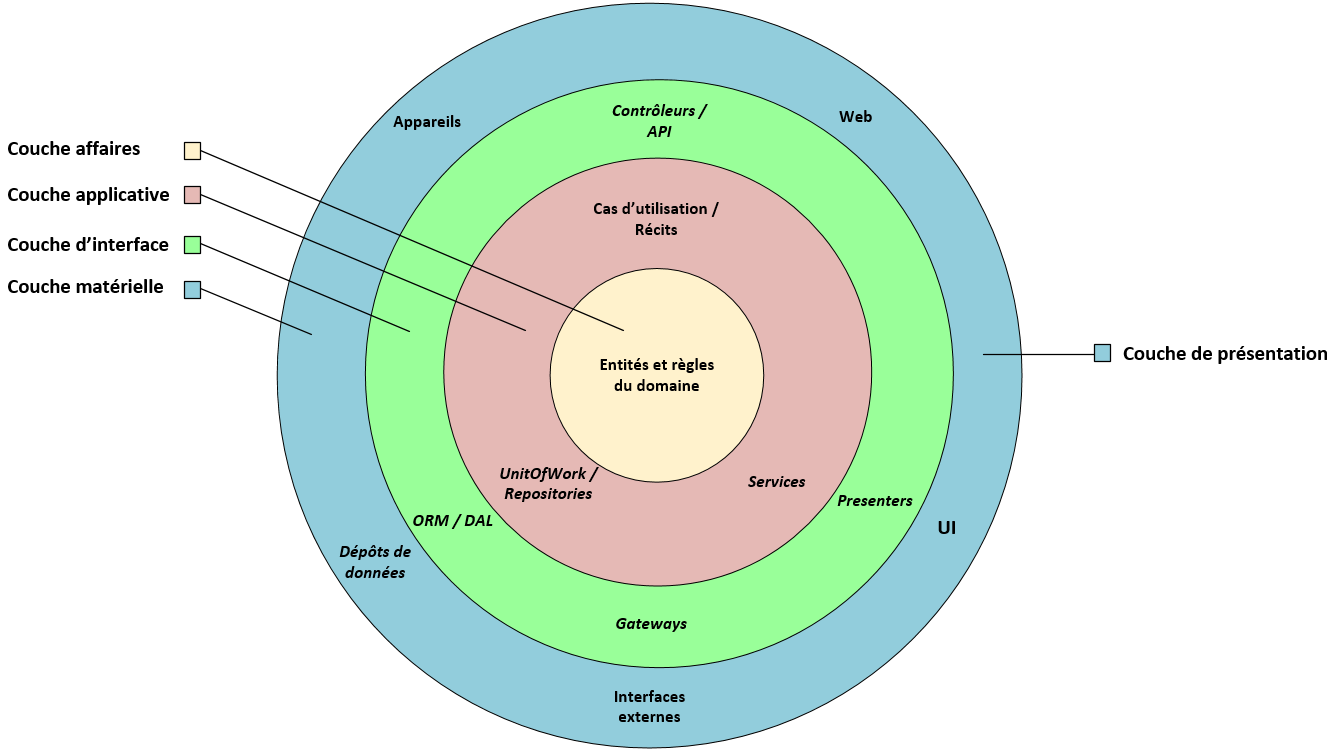 Couche affaires
Couche applicative
Couche d’interface
Couche matérielle
Appareils
Contrôleurs /
API
Web
Cas d’utilisation /
Récits
Entités et règles
du domaine
Couche de présentation
UnitOfWork /
Repositories
Services
ORM / DAL
Presenters
UI
Dépôts de
données
Gateways
Interfaces
externes